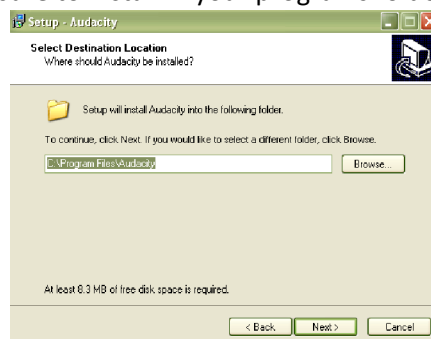 Setup - Audacity
Select Destination Location
Where should Audacity be installed?
Setup will install Audacity into the following folder.
To continue, click Next. If you would like to select a different folder, click Browse.
C:\Program Files\Audacity
Browse...
At least 8.3 MB of free disk space is required.
< Back
Next >
Cancel